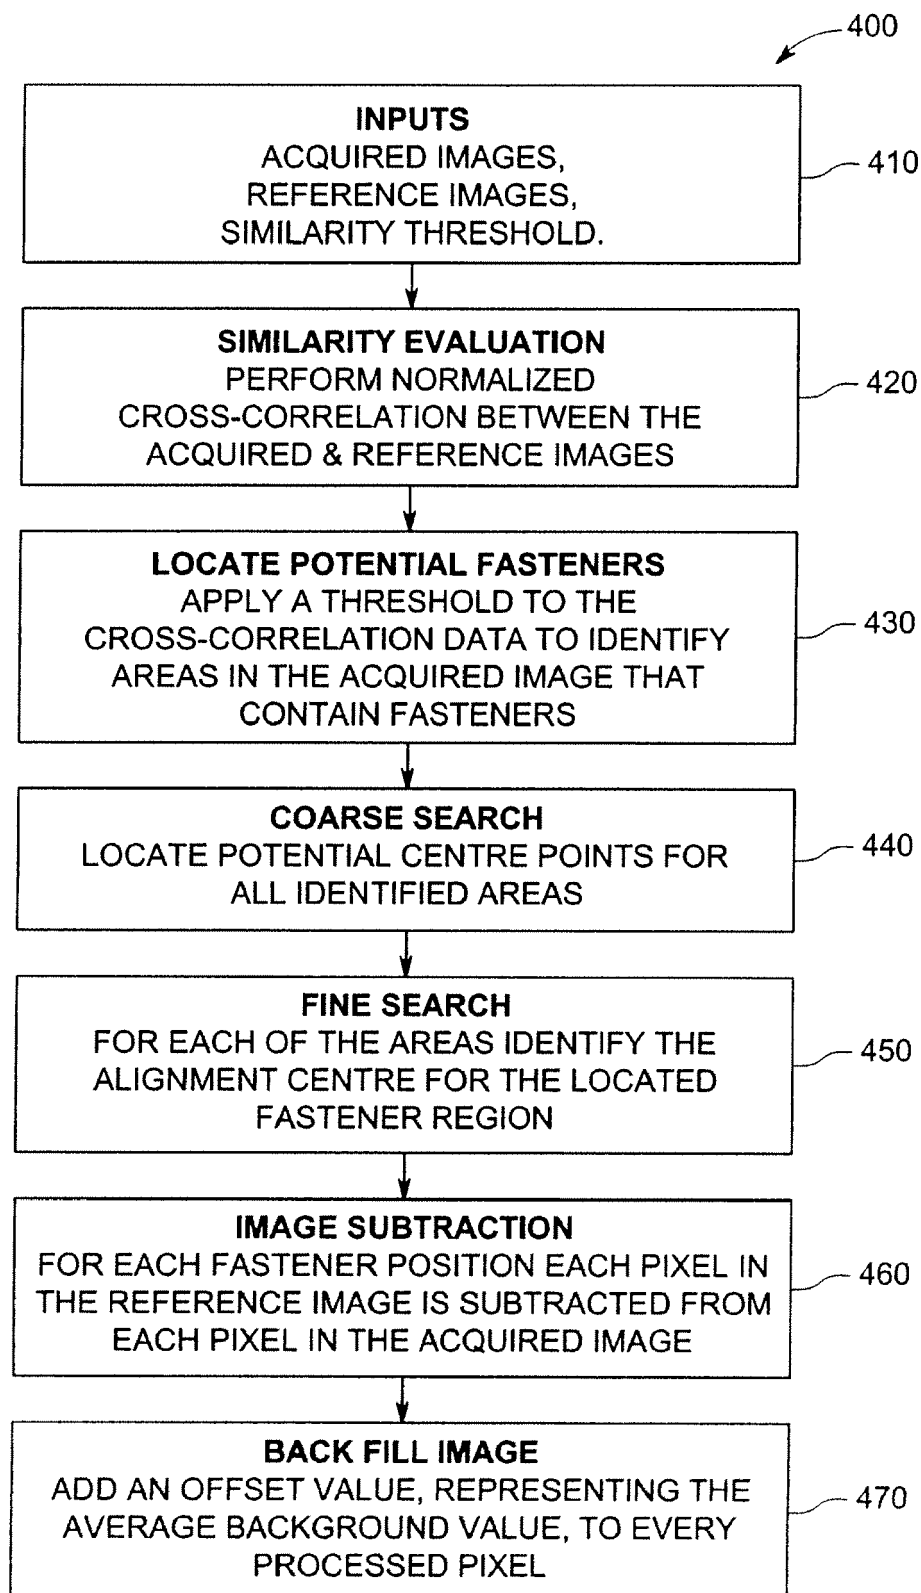 400
INPUTS
ACQUIRED IMAGES,
REFERENCE IMAGES,
SIMILARITY THRESHOLD.
410
SIMILARITY EVALUATION
PERFORM NORMALIZED
CROSS-CORRELATION BETWEEN THE
ACQUIRED & REFERENCE IMAGES
420
LOCATE POTENTIAL FASTENERS
APPLY A THRESHOLD TO THE
CROSS-CORRELATION DATA TO IDENTIFY
AREAS IN THE ACQUIRED IMAGE THAT
CONTAIN FASTENERS
430
COARSE SEARCH
LOCATE POTENTIAL CENTRE POINTS FOR
ALL IDENTIFIED AREAS
440
FINE SEARCH
FOR EACH OF THE AREAS IDENTIFY THE
ALIGNMENT CENTRE FOR THE LOCATED
FASTENER REGION
450
IMAGE SUBTRACTION
FOR EACH FASTENER POSITION EACH PIXEL IN
THE REFERENCE IMAGE IS SUBTRACTED FROM
EACH PIXEL IN THE ACQUIRED IMAGE
460
BACK FILL IMAGE
ADD AN OFFSET VALUE, REPRESENTING THE
AVERAGE BACKGROUND VALUE, TO EVERY
PROCESSED PIXEL
470